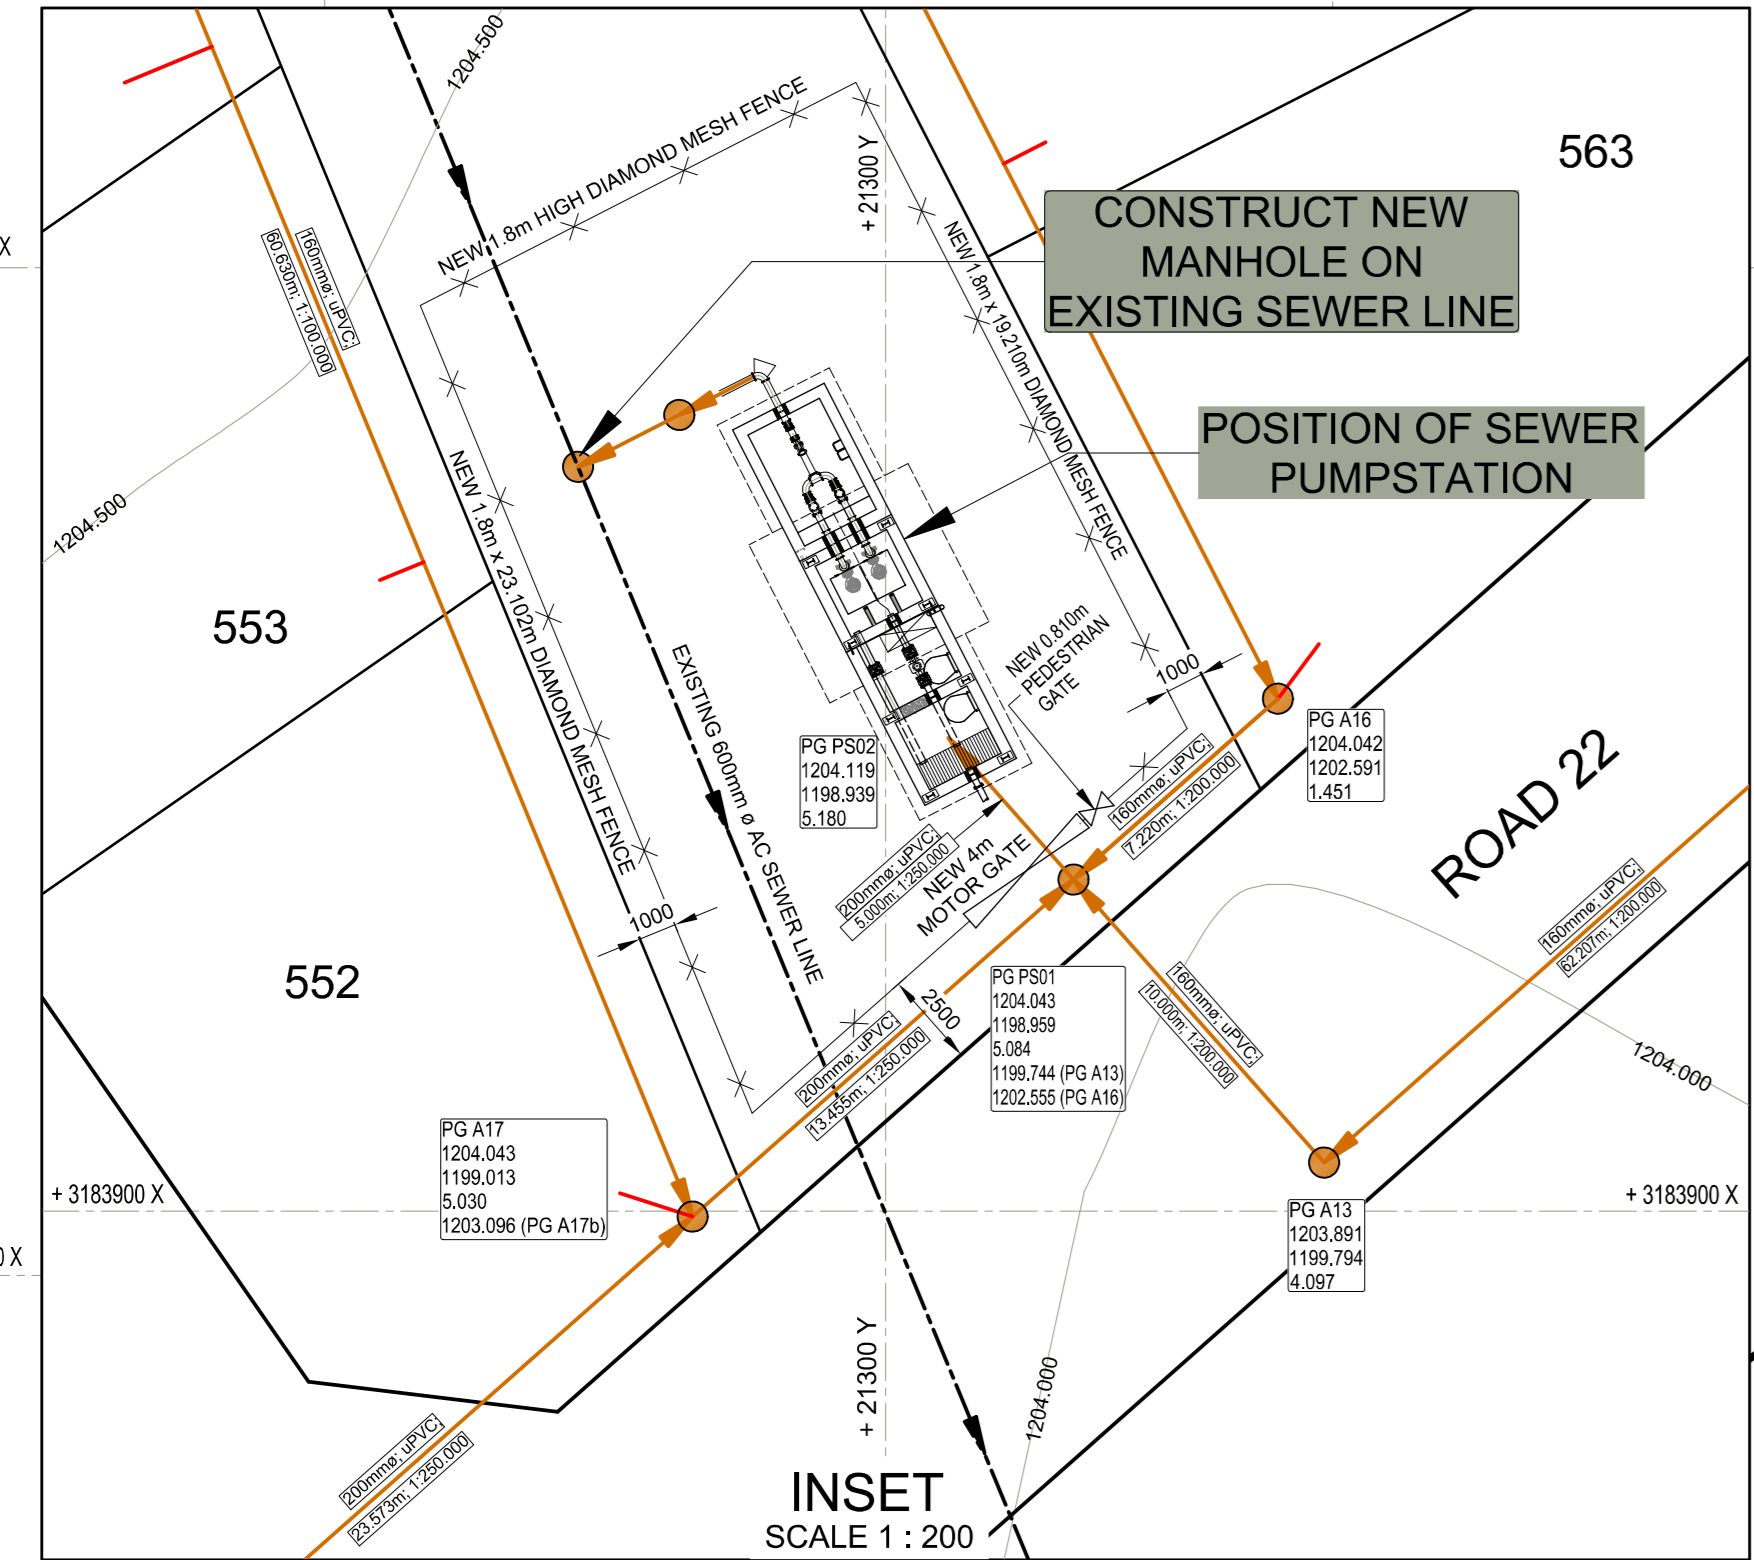 1204.500
NEW 1.8m HIGH DIAMOND MESH FENCE
+ 21300 Y
563
CONSTRUCT NEW
MANHOLE ON
EXISTING SEWER LINE
X
160mmø; uPVC;
60.630m; 1:100.000
NEW 1.8m x 19.210m DIAMOND MESH FENCE
POSITION OF SEWER
PUMPSTATION
1204.500
NEW 1.8m x 23.102m DIAMOND MESH FENCE
553
EXISTING 600mm ø AC SEWER LINE
NEW 0.810m
PEDESTRIAN
GATE
1000
PG A16
1204.042
1202.591
1.451
PG PS02
1204.119
1198.939
5.180
160mmø; uPVC;
7.220m; 1:200.000
ROAD 22
200mmø; uPVC;
5.000m; 1:250.000
NEW 4m
MOTOR GATE
160mmø; uPVC;
62.207m; 1:200.000
1000
552
2500
PG PS01
1204.043
1198.959
5.084
1199.744 (PG A13)
1202.555 (PG A16)
160mmø; uPVC;
10.000m; 1:200.000
1204.000
200mmø; uPVC;
13.455m; 1:250.000
PG A17
1204.043
1199.013
5.030
1203.096 (PG A17b)
+ 3183900 X
+ 3183900 X
PG A13
1203.891
1199.794
4.097
0 X
+ 21300 Y
1204.000
200mmø; uPVC;
23.573m; 1:250.000
INSET
SCALE 1 : 200